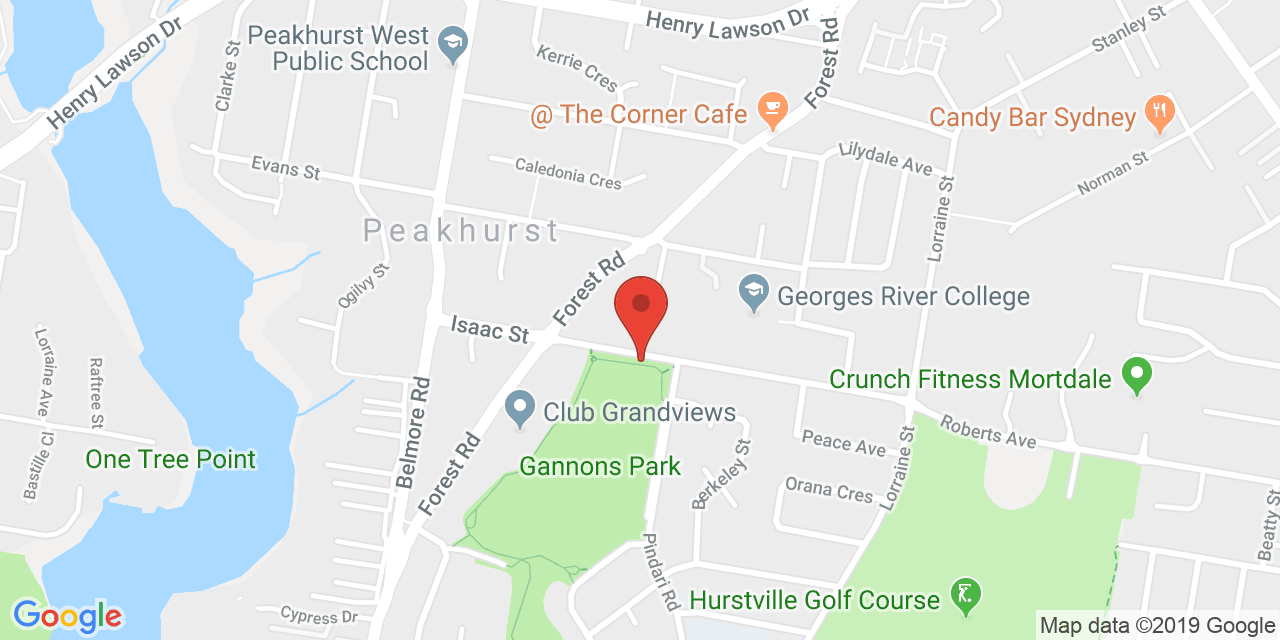 Henry Lawson Dr
Forest Rd
Stanley St
Peakhurst West
Public School
Clarke St
Kerrie Cres
Henry Lawson Dr
@ The Corner Cafe
Candy Bar Sydney
Lilydale Ave
Norman St
Evans St
Caledonia Cres
Lorraine St
Peakhurst
Ogilvy St
Forest Rd
Georges River College
Isaac St
Lorraine Ave
Raftree St
Crunch Fitness Mortdale
Belmore Rd
Club Grandviews
Roberts Ave
Peace Ave
Bastille Cl
One Tree Point
Forest Rd
Gannons Park
Berkeley St
Lorraine St
Orana Cres
Beatty St
Pindari Rd
Hurstville Golf Course
Cypress Dr
Google
Map data ©2019 Google